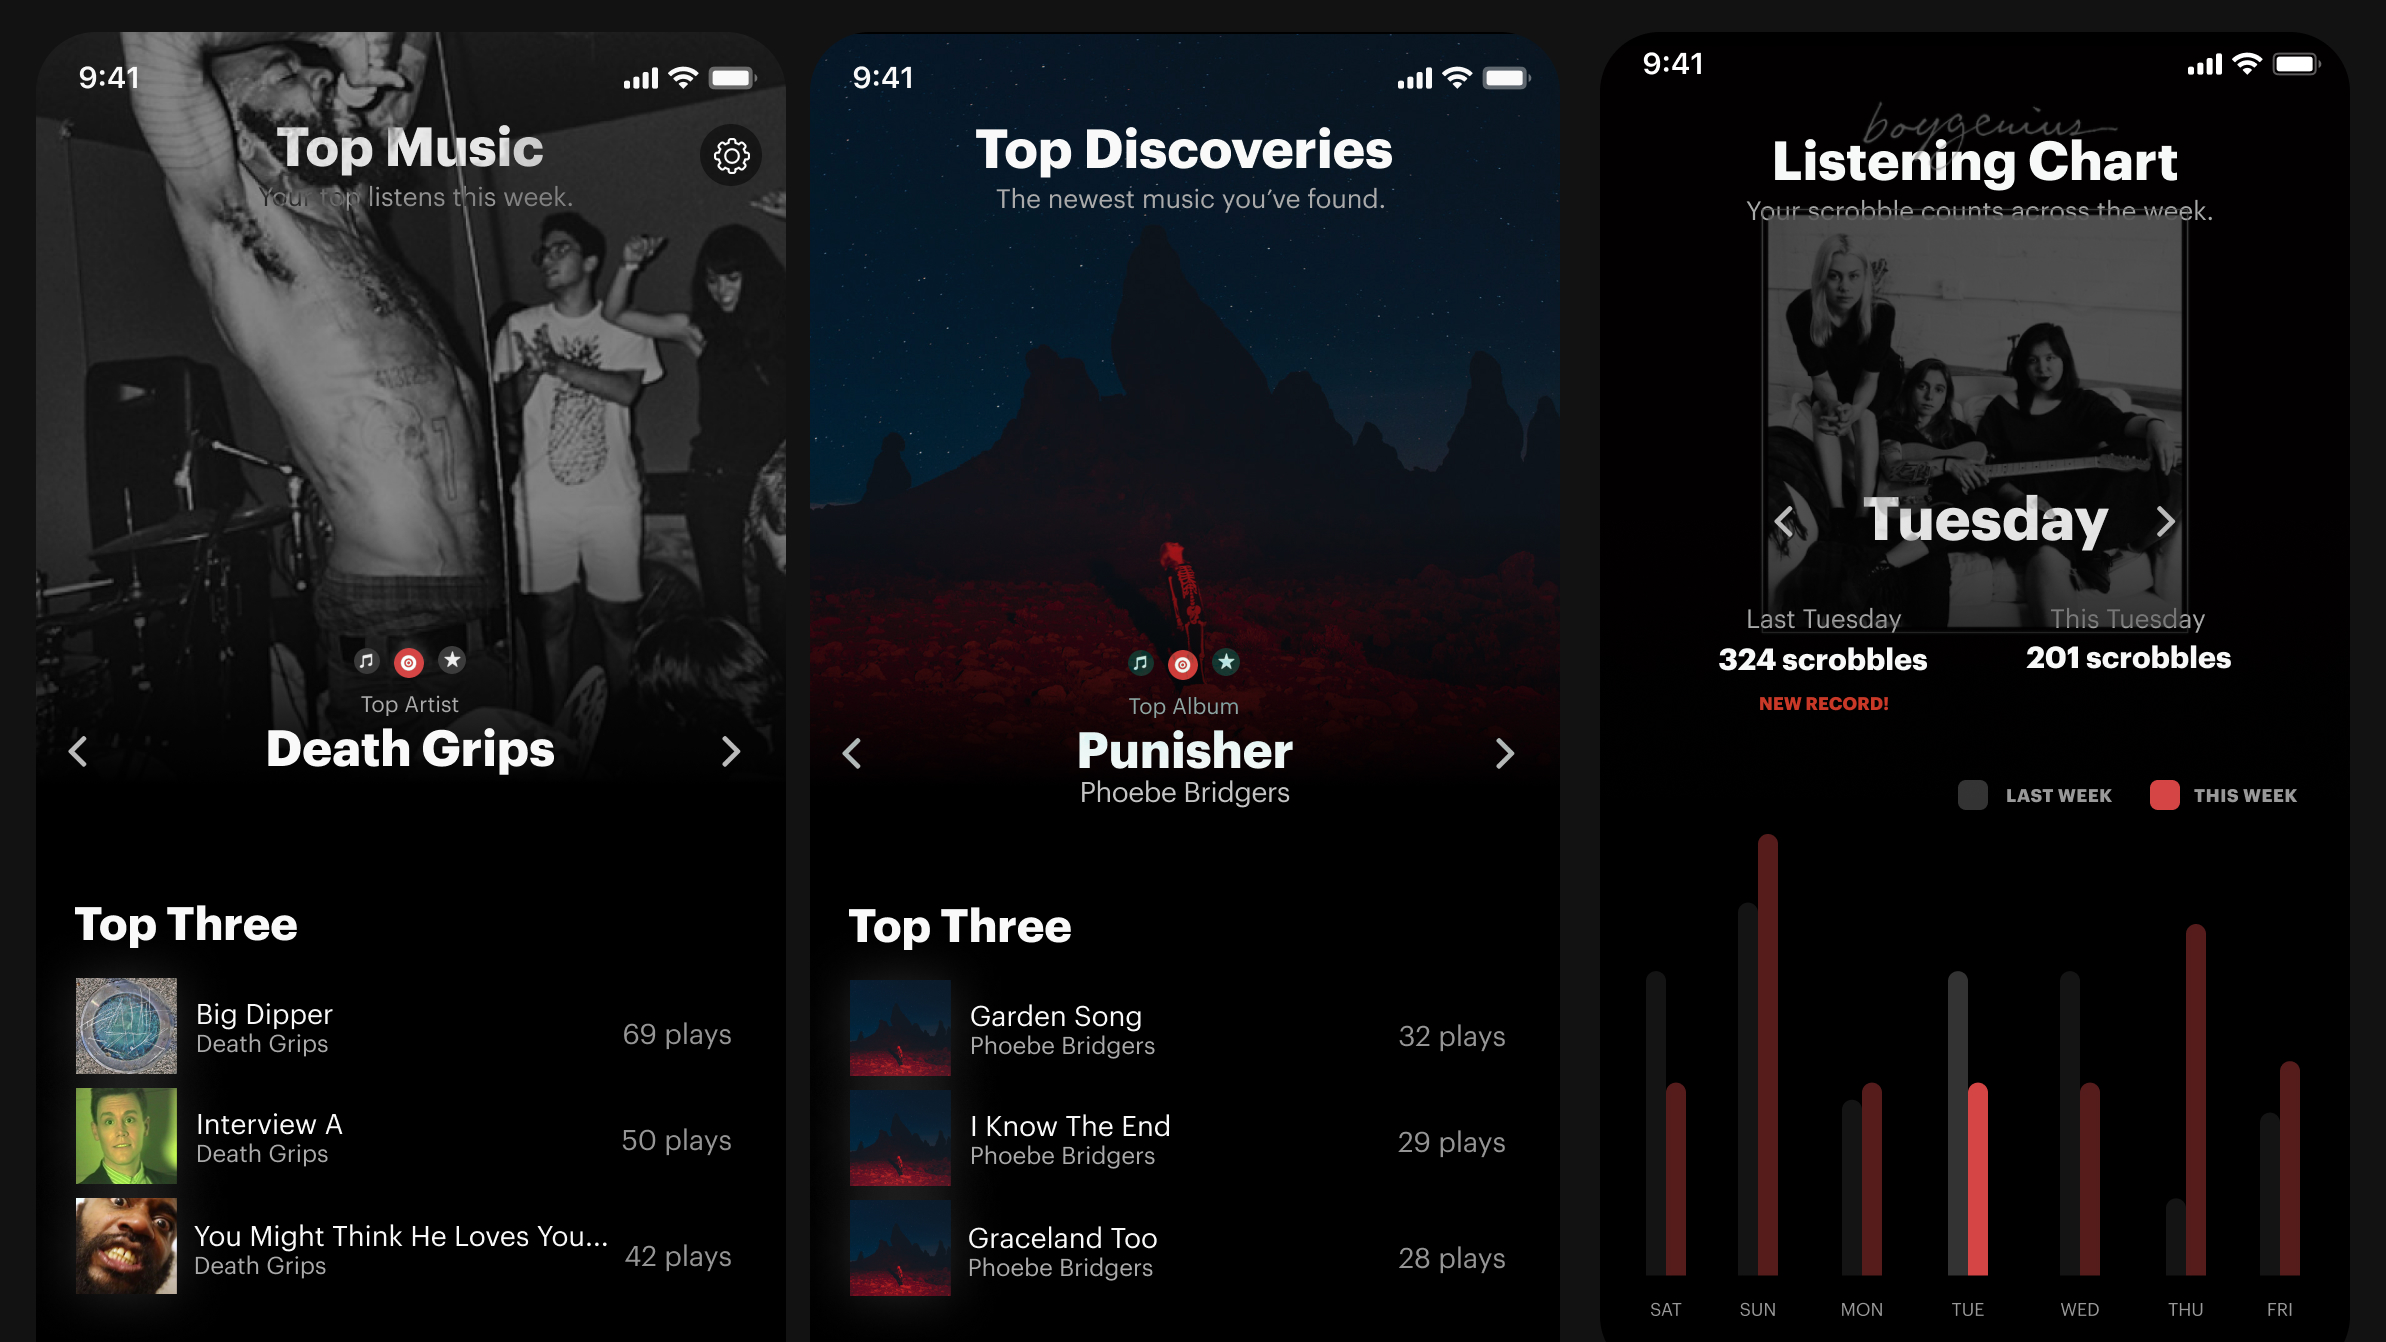 9:41
Top Music
Your top listens this week.
Top Artist
Death Grips
Top Three
Big Dipper
Death Grips
69 plays
Interview A
Death Grips
50 plays
You Might Think He Loves You...
Death Grips
42 plays
9:41
Top Discoveries
The newest music you’ve found.
Top Album
Punisher
Phoebe Bridgers
Top Three
Garden Song
Phoebe Bridgers
32 plays
I Know The End
Phoebe Bridgers
29 plays
Graceland Too
Phoebe Bridgers
28 plays
9:41
boygenius
Listening Chart
Your scrobble counts across the week.
Tuesday
Last Tuesday
This Tuesday
324 scrobbles
201 scrobbles
NEW RECORD!
LAST WEEK
THIS WEEK
SAT SUN MON TUE WED THU FRI